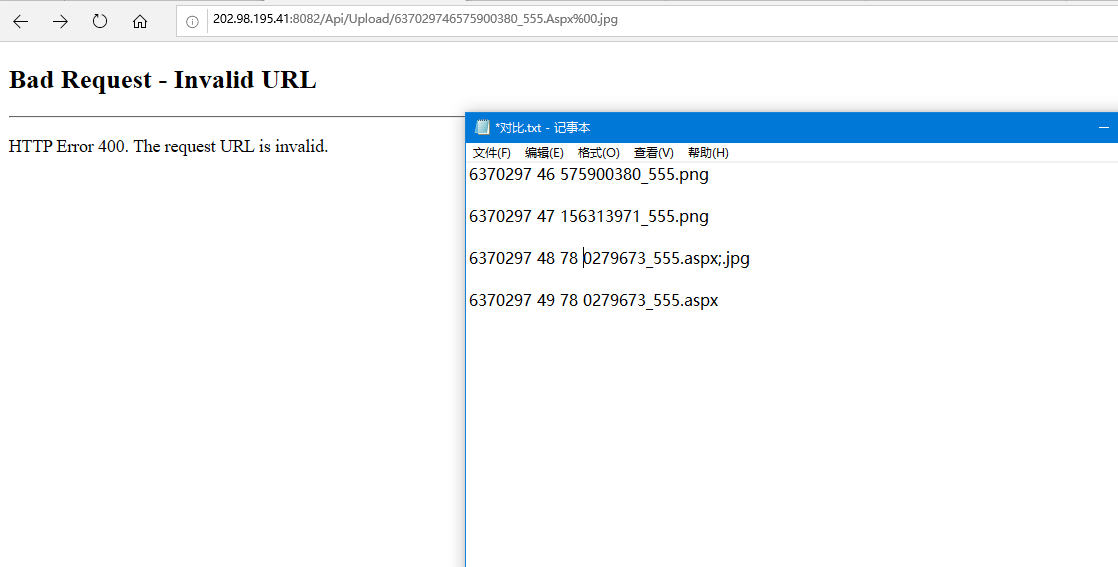 202.98.195.41:8082/Api/Upload/637029746575900380_555.Aspx%00.jpg
Bad Request - Invalid URL
HTTP Error 400. The request URL is invalid.
*对比.txt - 记事本
文件(F) 编辑(E) 格式(O) 查看(V) 帮助(H)
6370297 46 575900380_555.png
6370297 47 156313971_555.png
6370297 48 78 0279673_555.aspx;.jpg
6370297 49 78 0279673_555.aspx